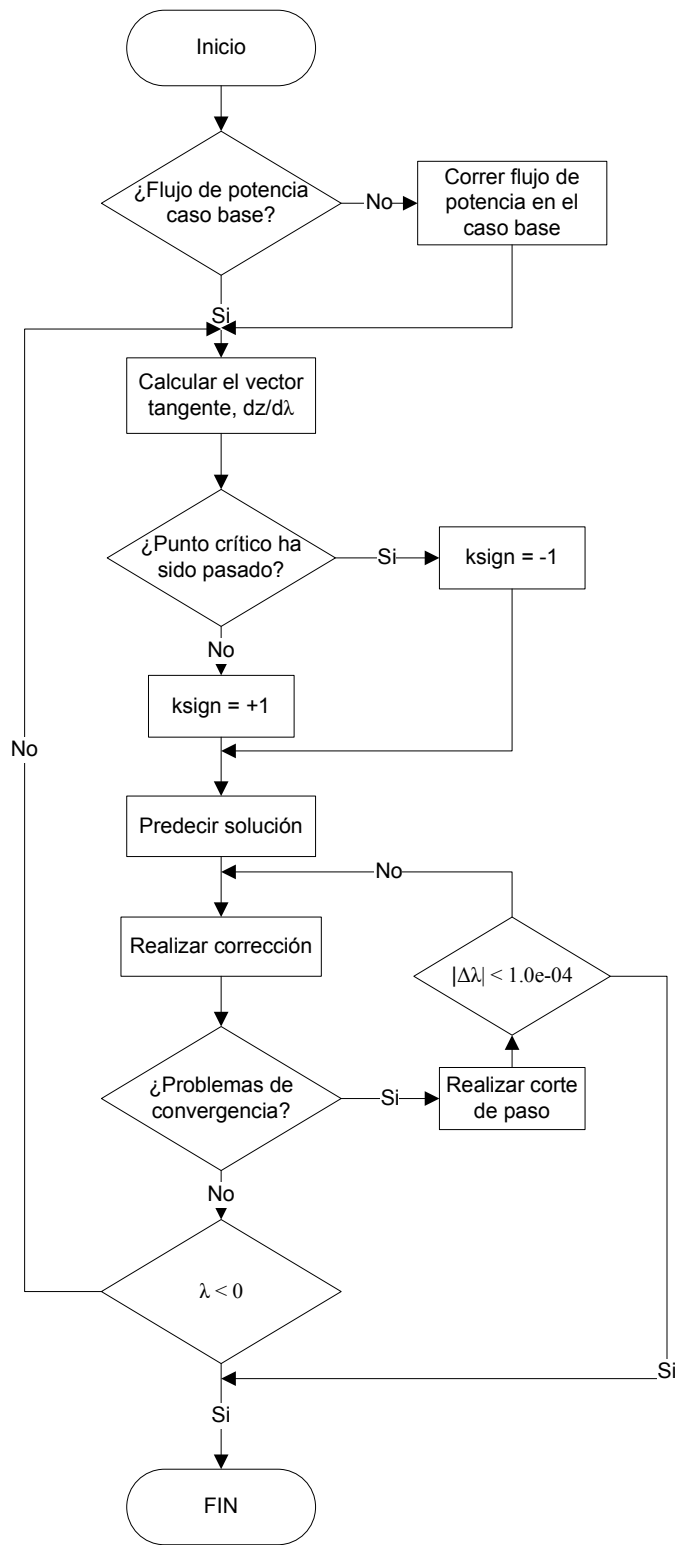 Inicio
¿Flujo de potencia
caso base?
No
Correr flujo de
potencia en el
caso base
Si
Calcular el vector
tangente, dz/dλ
¿Punto crítico ha
sido pasado?
Si
ksign = -1
No
ksign = +1
No
Predecir solución
No
Realizar corrección
|Δλ| < 1.0e-04
¿Problemas de
convergencia?
Si
Realizar corte
de paso
No
λ < 0
Si
Si
FIN